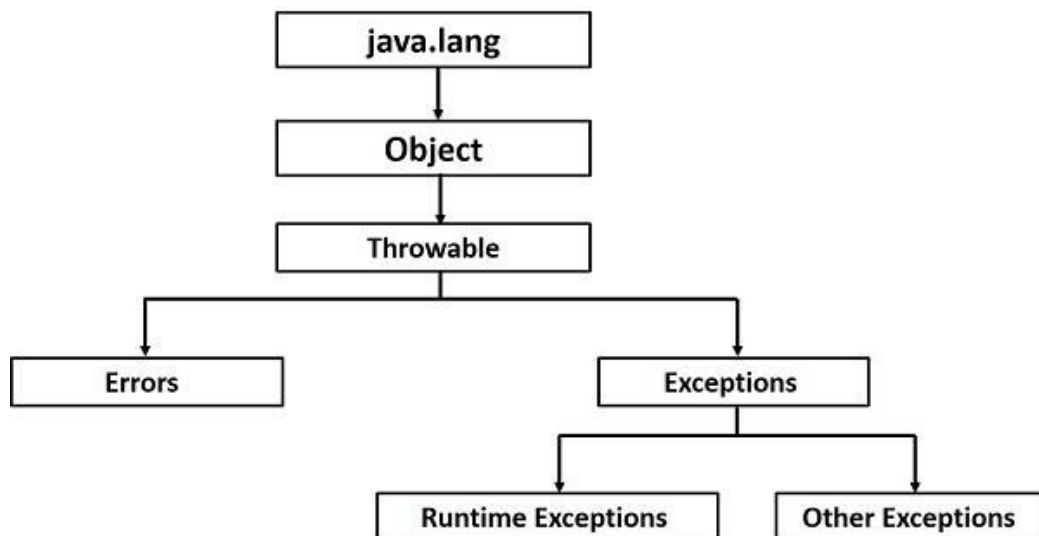 java.lang
Object
Throwable
Errors
Exceptions
Runtime Exceptions
Other Exceptions